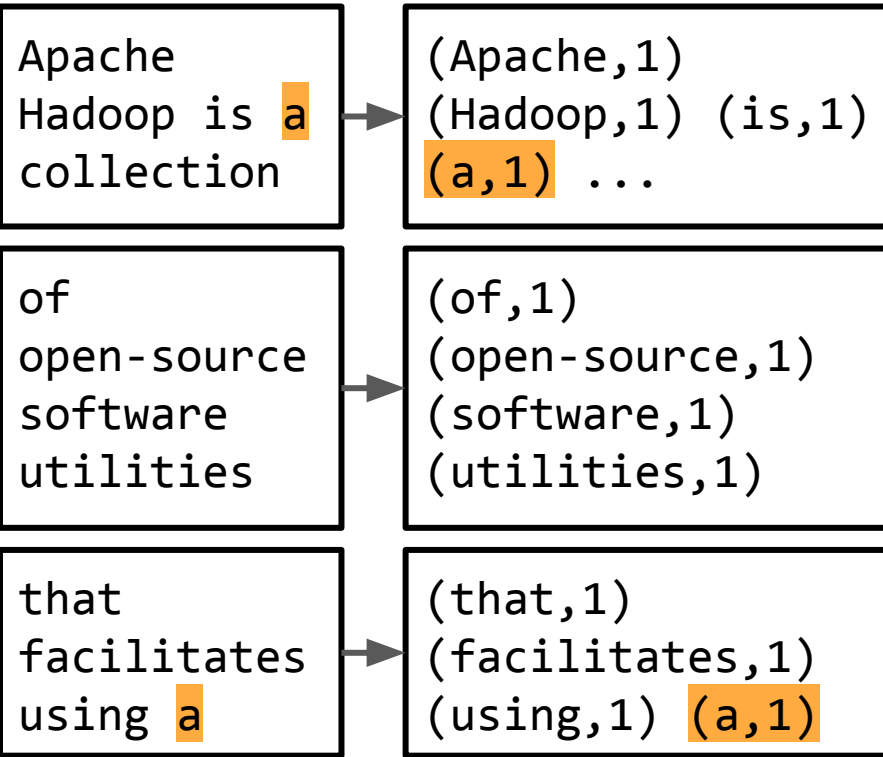 Apache
Hadoop is a
collection
(Apache,1)
(Hadoop,1) (is,1)
(a,1) ...
of
open-source
software
utilities
(of,1)
(open-source,1)
(software,1)
(utilities,1)
that
facilitates
using a
(that,1)
(facilitates,1)
(using,1) (a,1)